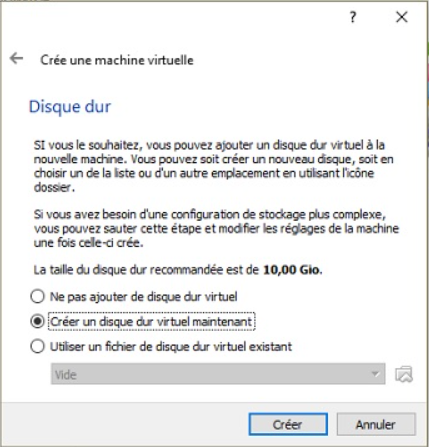 ?
Crée une machine virtuelle
Disque dur
SI vous le souhaitez, vous pouvez ajouter un disque dur virtuel à la
nouvelle machine. Vous pouvez soit créer un nouveau disque, soit en
choisir un de la liste ou d'un autre emplacement en utilisant l'icône
dossier.
Si vous avez besoin d'une configuration de stockage plus complexe,
vous pouvez sauter cette étape et modifier les réglages de la machine
une fois celle-ci crée.
La taille du disque dur recommandée est de 10,00 Gio.
Ne pas ajouter de disque dur virtuel
Créer un disque dur virtuel maintenant
Utiliser un fichier de disque dur virtuel existant
Vide
Créer
Annuler